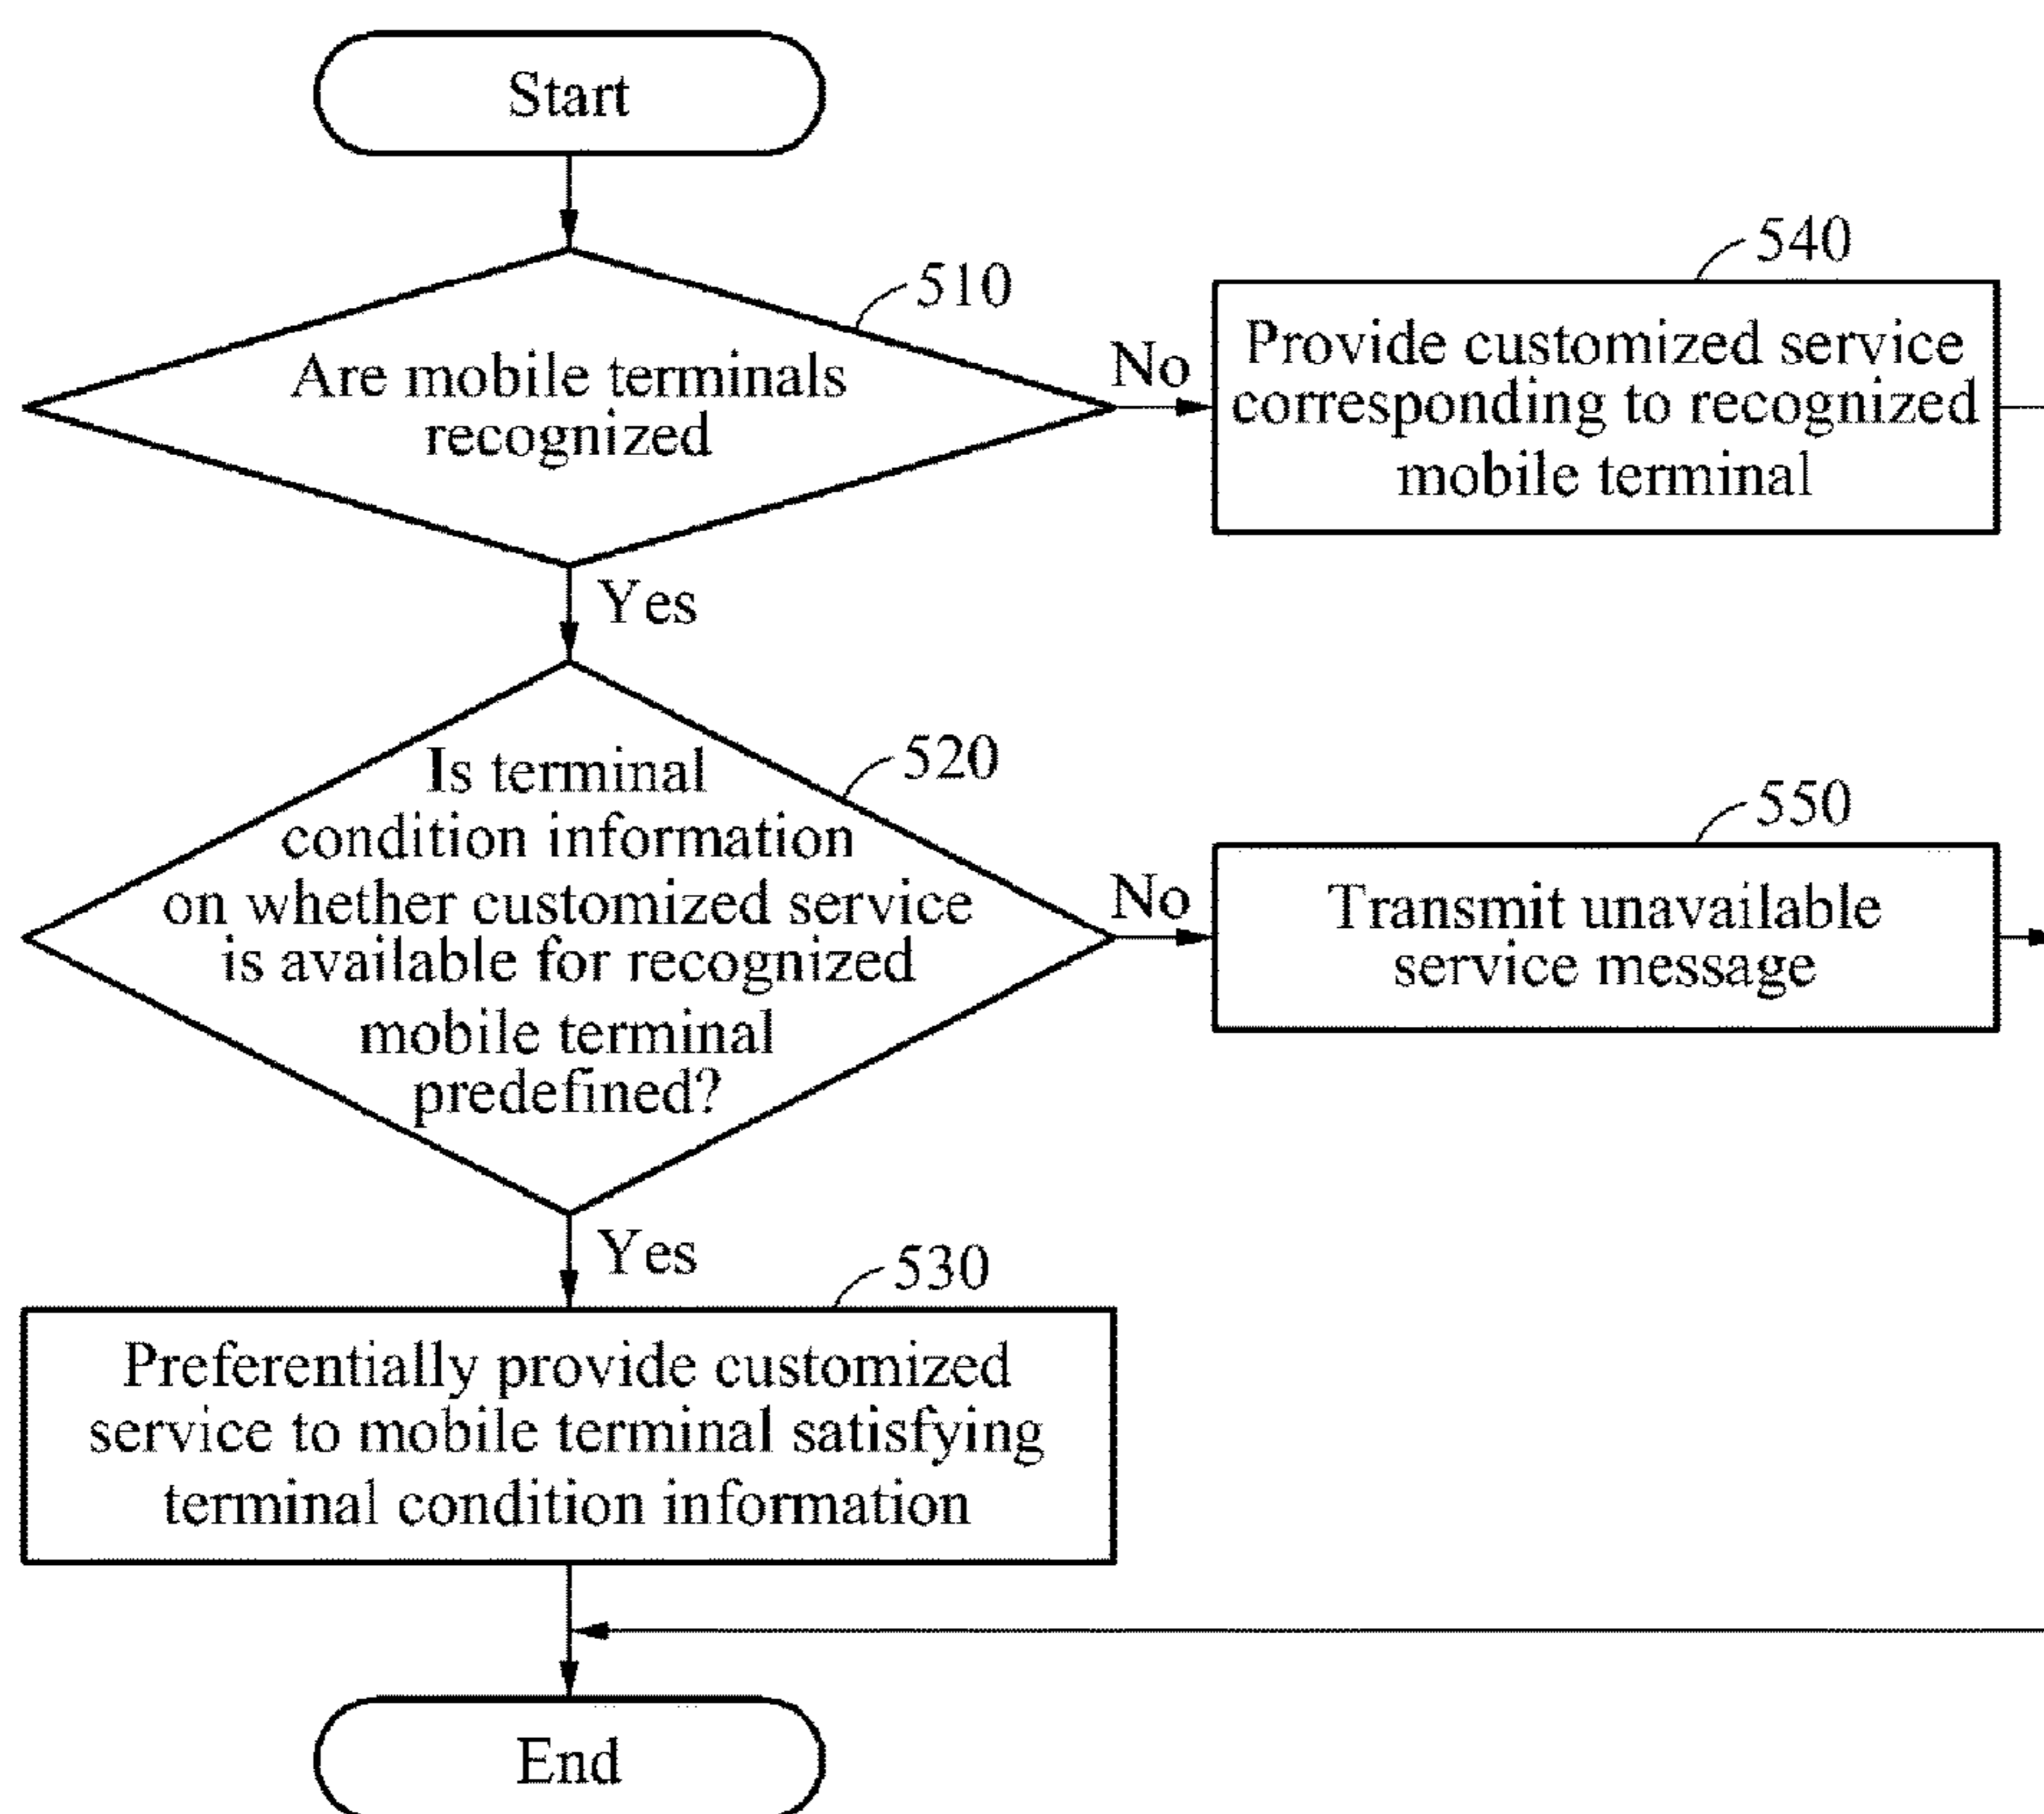 Start
510
Are mobile terminals
recognized
No
540
Provide customized service
corresponding to recognized
mobile terminal
Yes
520
Is terminal
condition information
on whether customized service
is available for recognized
mobile terminal
predefined?
No
550
Transmit unavailable
service message
Yes
530
Preferentially provide customized
service to mobile terminal satisfying
terminal condition information
End